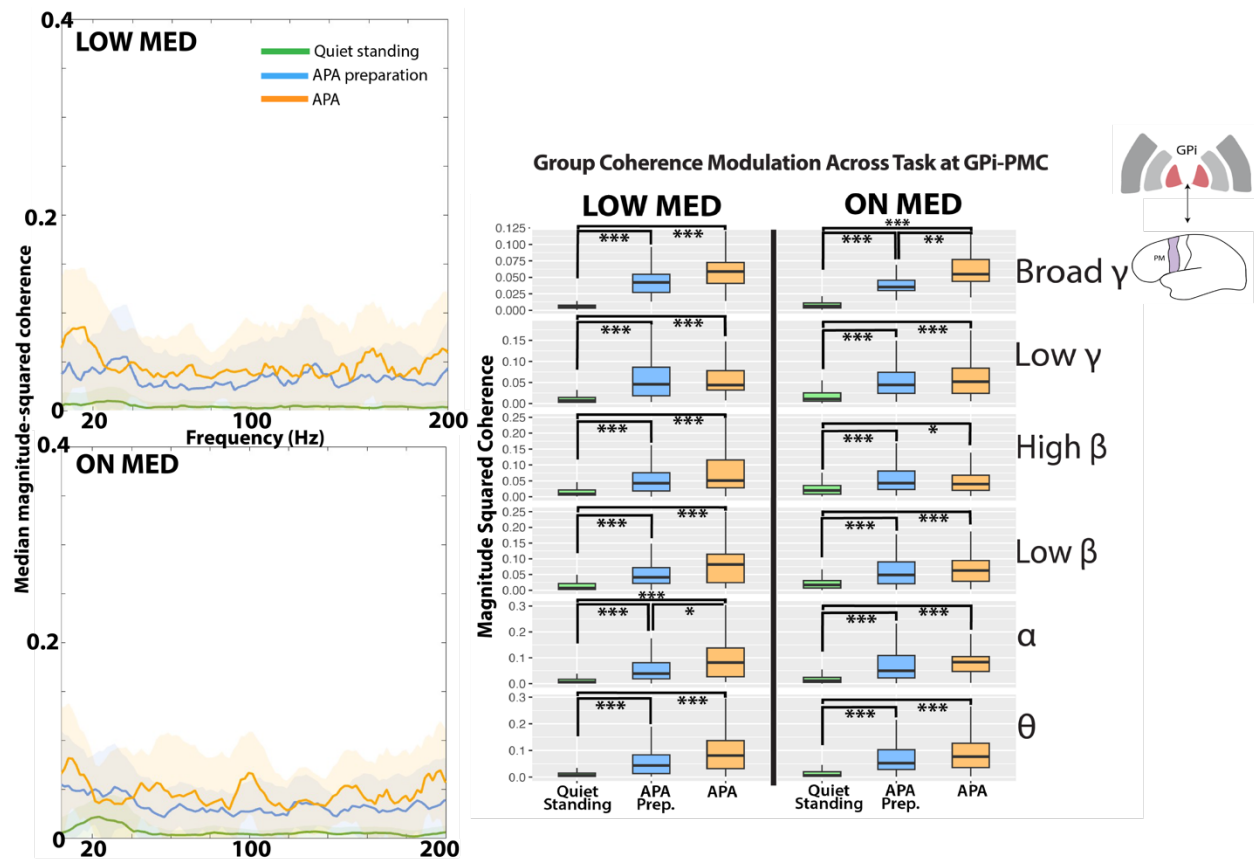 0.4
LOW MED
Quiet standing
APA preparation
APA
0.2
0
20
100
200
Frequency (Hz)
0.4
ON MED
0.2
0
20
100
200
Median magnitude-squared coherence
Group Coherence Modulation Across Task at GPi-PMC
LOW MED
ON MED
GPi
PM
Magnitude Squared Coherence
0.125
0.100
0.075
0.050
0.025
0.000
***
***
***
***
**
Broad γ
0.15
0.10
0.05
0.00
***
***
***
***
Low γ
0.25
0.20
0.15
0.10
0.05
0.00
***
***
***
*
High β
0.25
0.20
0.15
0.10
0.05
0.00
***
***
***
***
Low β
0.3
0.2
0.1
0.0
***
***
*
***
***
α
0.3
0.2
0.1
0.0
***
***
***
***
θ
Quiet
Standing
APA
Prep.
APA
Quiet
Standing
APA
Prep.
APA